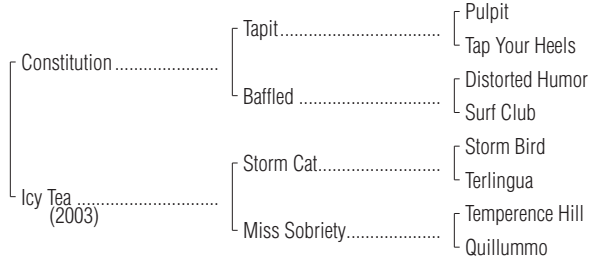 Pulpit
Tapit
Tap Your Heels
Constitution
Distorted Humor
Baffled
Surf Club
Storm Bird
Storm Cat
Terlingua
Icy Tea
(2003)
Temperence Hill
Miss Sobriety
Quillummo